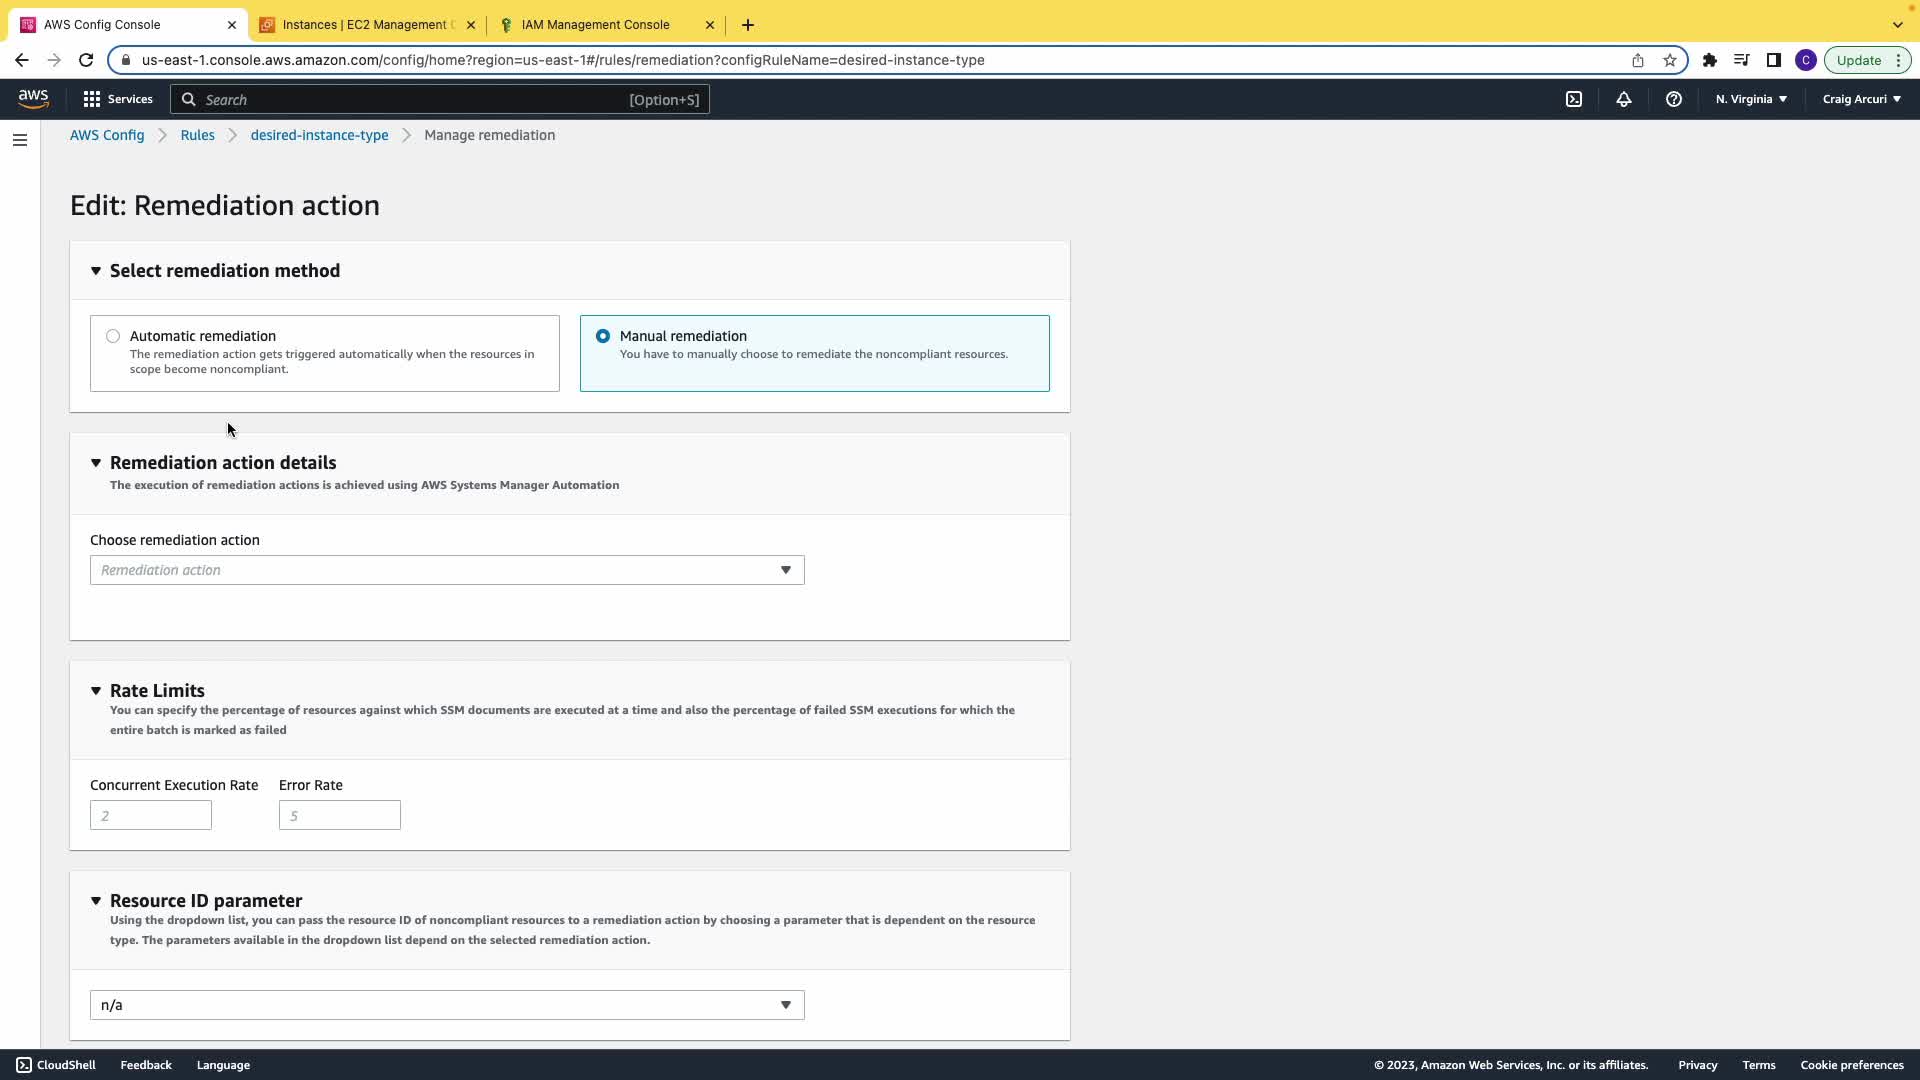 AWS Config Console
Instances | EC2 Management C
IAM Management Console
us-east-1.console.aws.amazon.com/config/home?region=us-east-1#/rules/remediation?configRuleName=desired-instance-type
C
Update
aws
Services
Search
[Option+S]
N. Virginia
Craig Arcuri
AWS Config
Rules
desired-instance-type
Manage remediation
Edit: Remediation action
Select remediation method
Automatic remediation
The remediation action gets triggered automatically when the resources in
scope become noncompliant.
Manual remediation
You have to manually choose to remediate the noncompliant resources.
Remediation action details
The execution of remediation actions is achieved using AWS Systems Manager Automation
Choose remediation action
Remediation action
Rate Limits
You can specify the percentage of resources against which SSM documents are executed at a time and also the percentage of failed SSM executions for which the
entire batch is marked as failed
Concurrent Execution Rate
Error Rate
2
5
Resource ID parameter
Using the dropdown list, you can pass the resource ID of noncompliant resources to a remediation action by choosing a parameter that is dependent on the resource
type. The parameters available in the dropdown list depend on the selected remediation action.
n/a
CloudShell
Feedback
Language
© 2023, Amazon Web Services, Inc. or its affiliates.
Privacy
Terms
Cookie preferences